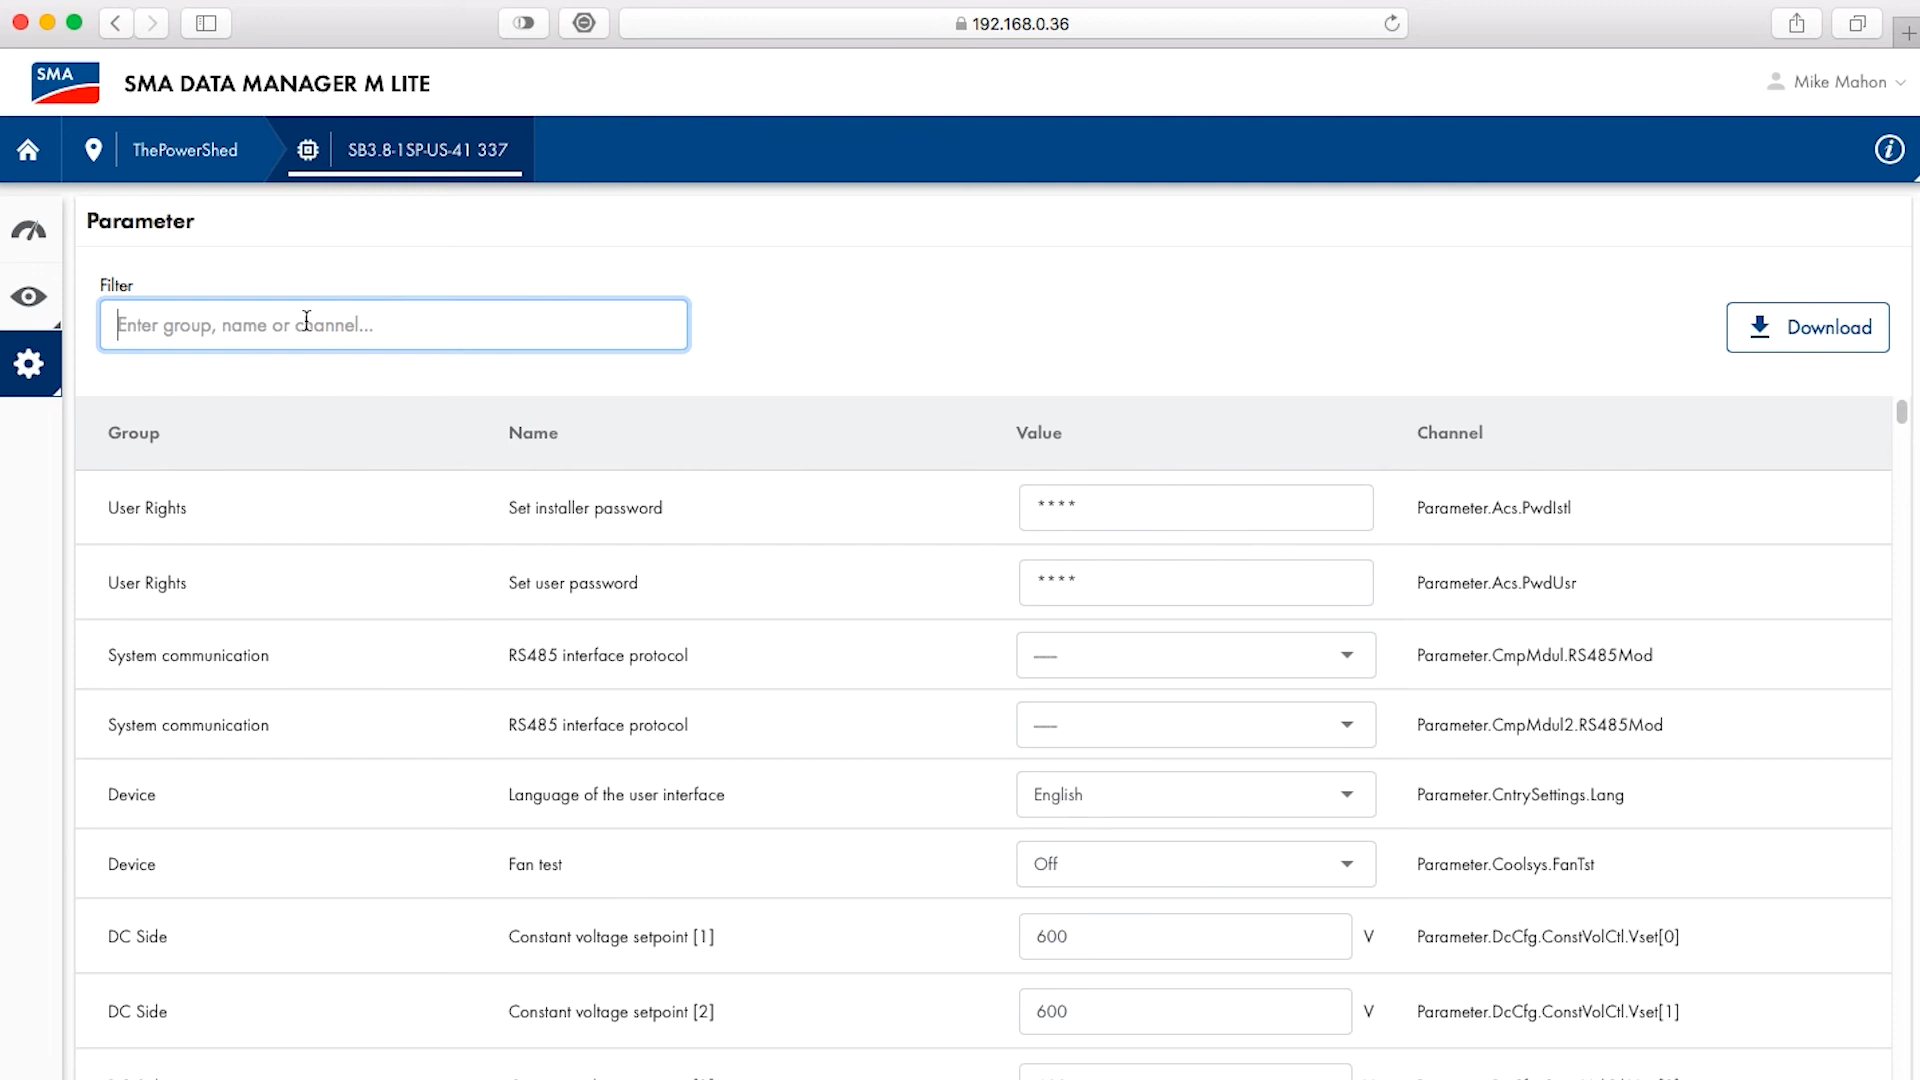 192.168.0.36
SMA
SMA DATA MANAGER M LITE
Mike Mahon
ThePowerShed
SB3.8-1SP-US-41 337
Parameter
Filter
Enter group, name or channel...
Download
Group Name Value Channel
User Rights Set installer password **** Parameter.Acs.PwdIstl
User Rights Set user password **** Parameter.Acs.PwdUsr
System communication RS485 interface protocol — Parameter.CmpMdul.RS485Mod
System communication RS485 interface protocol — Parameter.CmpMdul2.RS485Mod
Device Language of the user interface English Parameter.CntrySettings.Lang
Device Fan test Off Parameter.Coolsys.FanTst
DC Side Constant voltage setpoint [1] 600 V Parameter.DcCfg.ConstVolCtl.Vset[0]
DC Side Constant voltage setpoint [2] 600 V Parameter.DcCfg.ConstVolCtl.Vset[1]